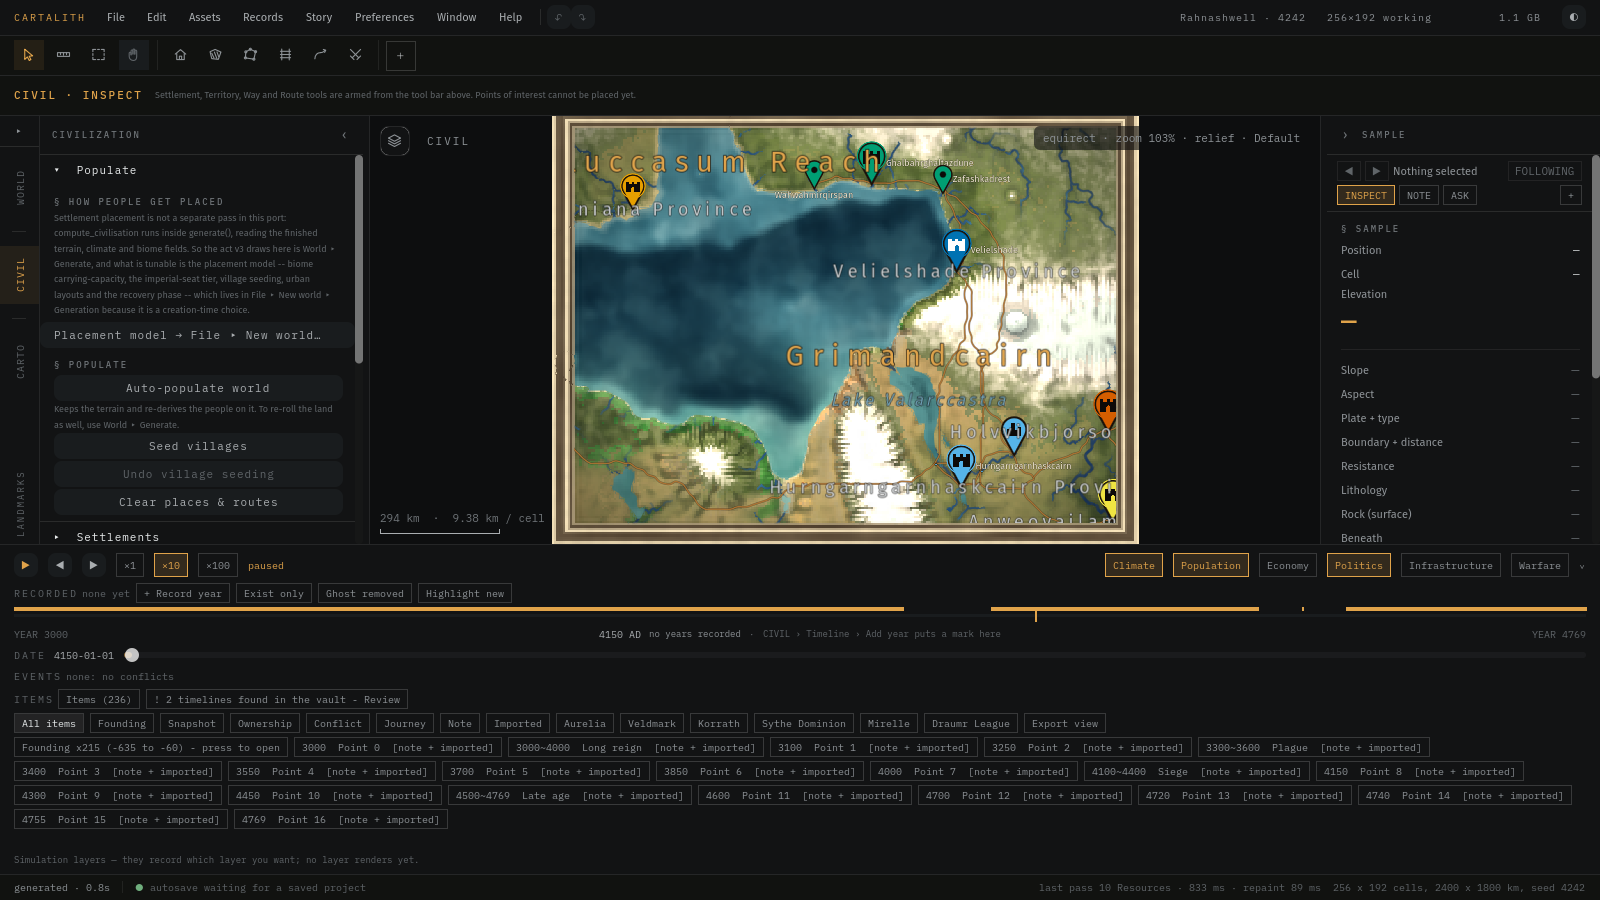 CARTALITH File Edit Assets Records Story Preferences Window Help
Rahnashwell · 4242 256×192 working 1.1 GB
CIVIL · INSPECT Settlement, Territory, Way and Route tools are armed from the tool bar above. Points of interest cannot be placed yet.
WORLD
CIVIL
CARTO
LANDMARKS
CIVILIZATION
Populate
§ HOW PEOPLE GET PLACED
Settlement placement is not a separate pass in this port:
compute_civilisation runs inside generate(), reading the finished
terrain, climate and biome fields. So the act v3 draws here is World ‣
Generate, and what is tunable is the placement model -- biome
carrying-capacity, the imperial-seat tier, village seeding, urban
layouts and the recovery phase -- which lives in File ‣ New world ‣
Generation because it is a creation-time choice.
Placement model → File ‣ New world…
§ POPULATE
Auto-populate world
Keeps the terrain and re-derives the people on it. To re-roll the land
as well, use World ‣ Generate.
Seed villages
Undo village seeding
Clear places & routes
Settlements
CIVIL
equirect · zoom 103% · relief · Default
uccasum Reach
niana Province
Zafashkadrest
Velielshade
Velielshade Province
Grimandcairn
Lake Valarccastra
Holvikbjorso
Hurngarngarnhaskcairn
Hurngarngarnhaskcairn Prov
Anweovailam
294 km · 9.38 km / cell
SAMPLE
Nothing selected FOLLOWING
INSPECT NOTE ASK +
§ SAMPLE
Position —
Cell —
Elevation
—
Slope —
Aspect —
Plate + type —
Boundary + distance —
Resistance —
Lithology —
Rock (surface) —
Beneath —
×1 ×10 ×100 paused
Climate Population Economy Politics Infrastructure Warfare
RECORDED none yet + Record year Exist only Ghost removed Highlight new
YEAR 3000 4150 AD no years recorded · CIVIL › Timeline › Add year puts a mark here YEAR 4769
DATE 4150-01-01
EVENTS none: no conflicts
ITEMS Items (236) ! 2 timelines found in the vault - Review
All items Founding Snapshot Ownership Conflict Journey Note Imported Aurelia Veldmark Korrath Sythe Dominion Mirelle Draumr League Export view
Founding x215 (-635 to -60) - press to open 3000 Point 0 [note + imported] 3000~4000 Long reign [note + imported] 3100 Point 1 [note + imported] 3250 Point 2 [note + imported] 3300~3600 Plague [note + imported]
3400 Point 3 [note + imported] 3550 Point 4 [note + imported] 3700 Point 5 [note + imported] 3850 Point 6 [note + imported] 4000 Point 7 [note + imported] 4100~4400 Siege [note + imported] 4150 Point 8 [note + imported]
4300 Point 9 [note + imported] 4450 Point 10 [note + imported] 4500~4769 Late age [note + imported] 4600 Point 11 [note + imported] 4700 Point 12 [note + imported] 4720 Point 13 [note + imported] 4740 Point 14 [note + imported]
4755 Point 15 [note + imported] 4769 Point 16 [note + imported]
Simulation layers — they record which layer you want; no layer renders yet.
generated · 0.8s autosave waiting for a saved project
last pass 10 Resources · 833 ms · repaint 89 ms 256 x 192 cells, 2400 x 1800 km, seed 4242